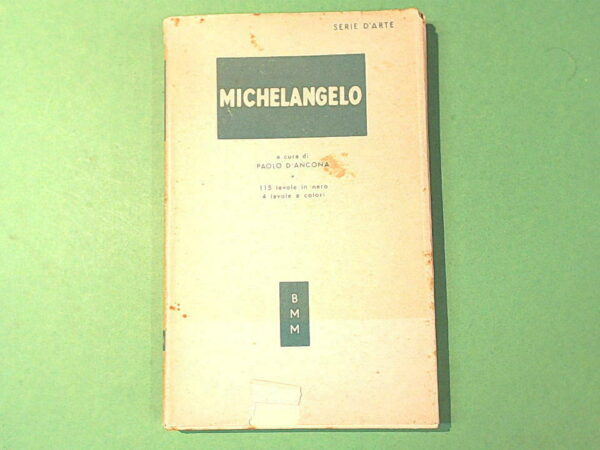 SERIE D'ARTE
MICHELANGELO
a cura di
PAOLO D'ANCONA
115 tavole in nero
4 tavole a colori
B
M
M